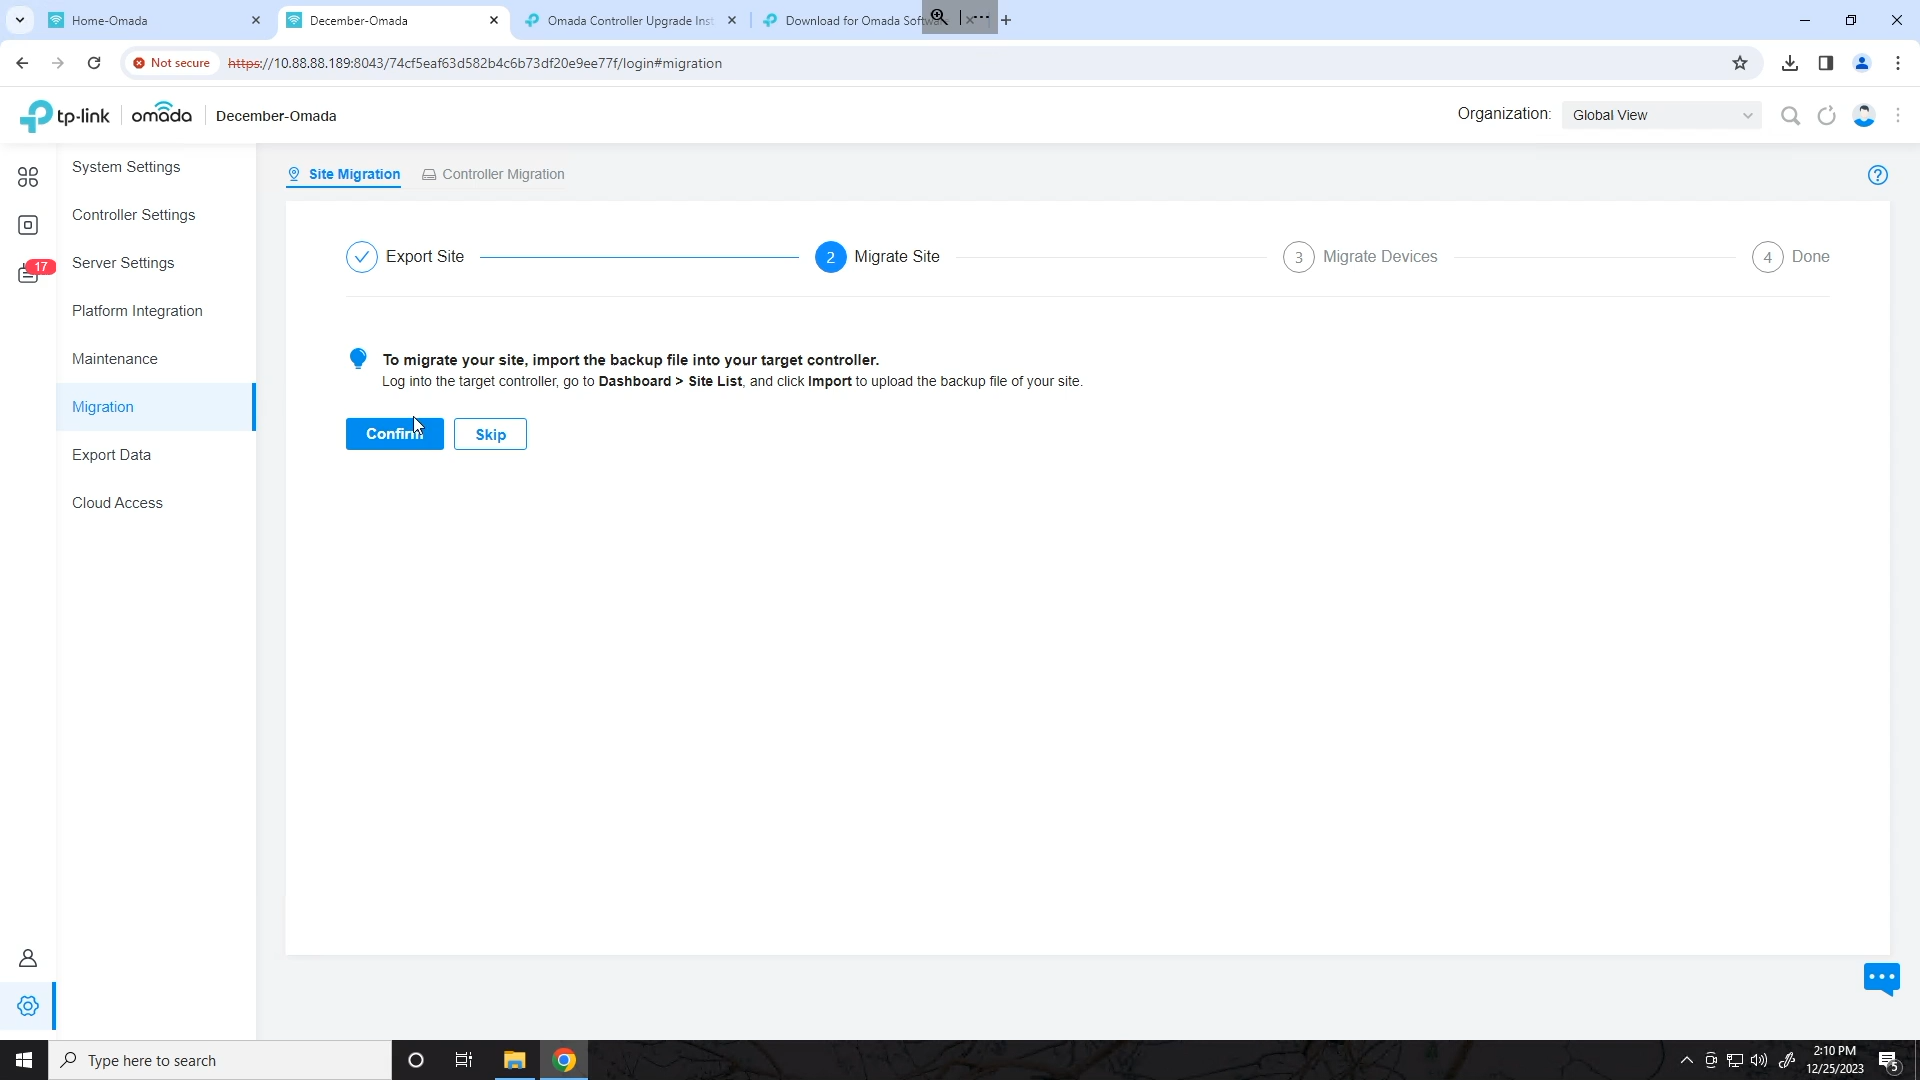 Home-Omada
December-Omada
Omada Controller Upgrade Inst
Download for Omada Softw
Not secure
https://10.88.88.189:8043/74cf5eaf63d582b4c6b73df20e9ee77f/login#migration
tp-link
omada
December-Omada
Organization:
Global View
System Settings
Site Migration
Controller Migration
Controller Settings
Export Site
2
Migrate Site
3
Migrate Devices
4
Done
Server Settings
17
Platform Integration
Maintenance
To migrate your site, import the backup file into your target controller.
Log into the target controller, go to Dashboard > Site List, and click Import to upload the backup file of your site.
Migration
Confirm
Skip
Export Data
Cloud Access
Type here to search
2:10 PM
12/25/2023
5